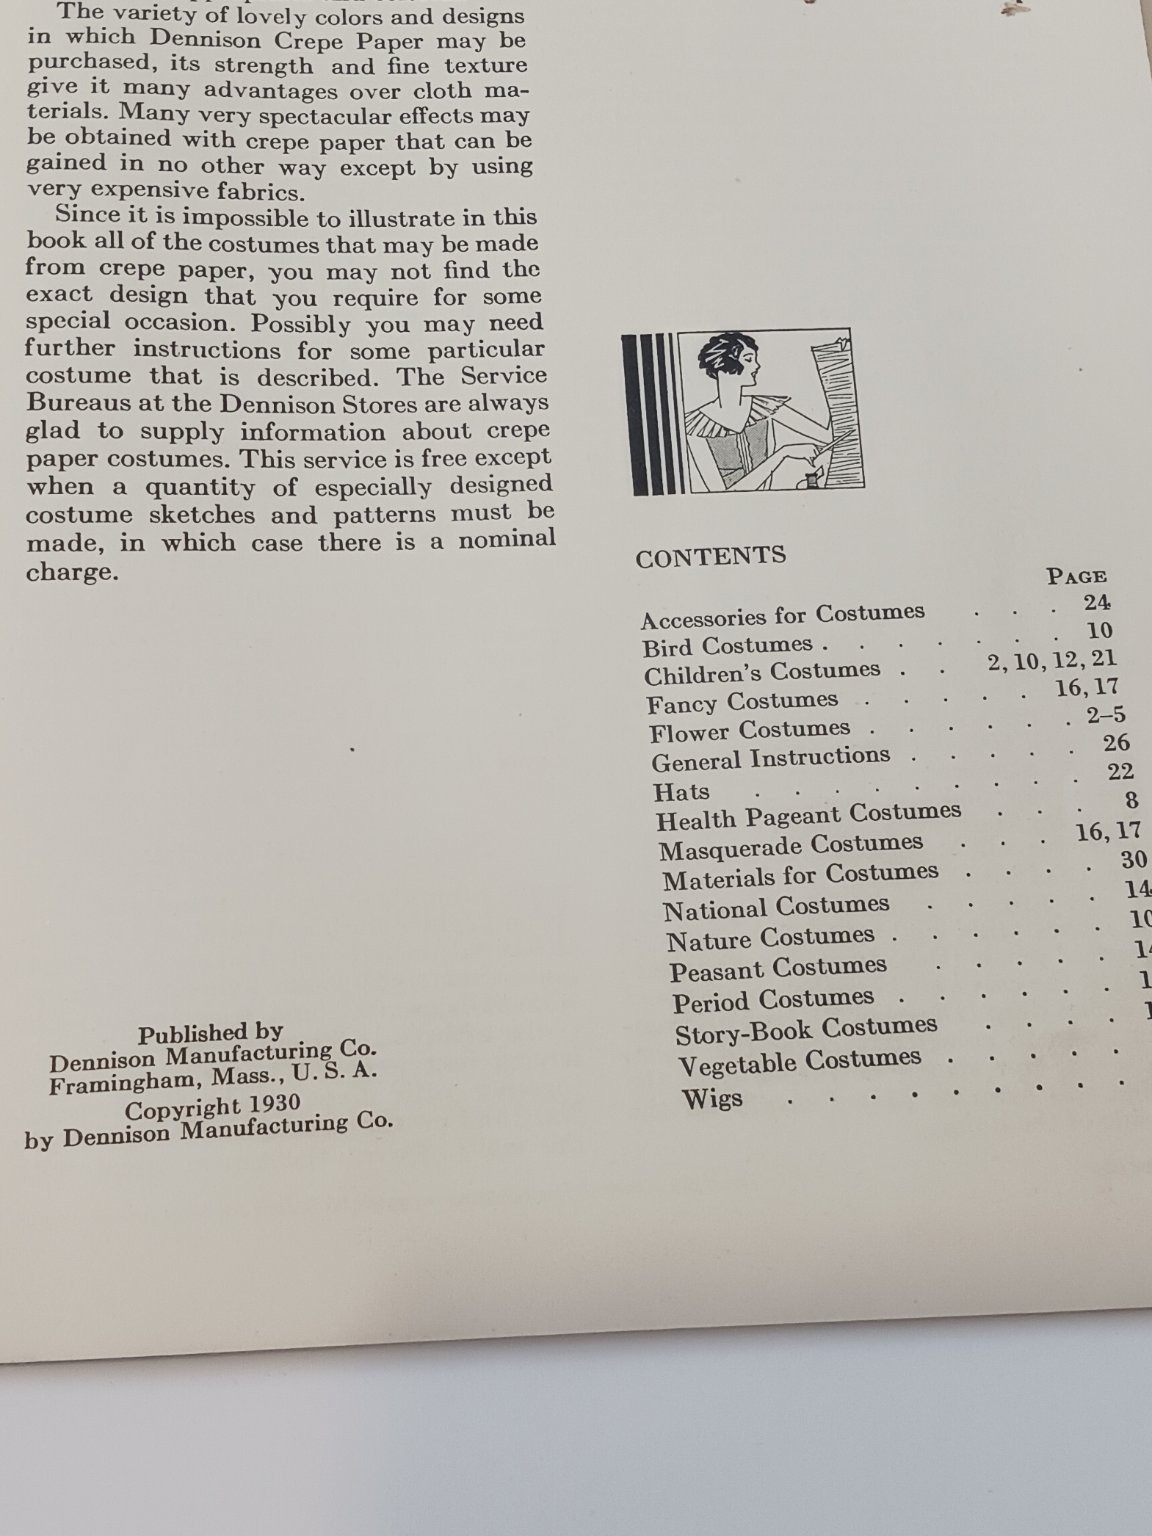 The variety of lovely colors and designs
in which Dennison Crepe Paper may be
purchased, its strength and fine texture
give it many advantages over cloth ma-
terials. Many very spectacular effects may
be obtained with crepe paper that can be
gained in no other way except by using
very expensive fabrics.
Since it is impossible to illustrate in this
book all of the costumes that may be made
from crepe paper, you may not find the
exact design that you require for some
special occasion. Possibly you may need
further instructions for some particular
costume that is described. The Service
Bureaus at the Dennison Stores are always
glad to supply information about crepe
paper costumes. This service is free except
when a quantity of especially designed
costume sketches and patterns must be
made, in which case there is a nominal
charge.
Published by
Dennison Manufacturing Co.
Framingham, Mass., U. S. A.
Copyright 1930
by Dennison Manufacturing Co.
CONTENTS
PAGE
Accessories for Costumes . . . 24
Bird Costumes . . . . . . . 10
Children's Costumes . . 2, 10, 12, 21
Fancy Costumes . . . . . 16, 17
Flower Costumes . . . . . . 2–5
General Instructions . . . . . 26
Hats . . . . . . . . . 22
Health Pageant Costumes . . . 8
Masquerade Costumes . . . 16, 17
Materials for Costumes . . . . 30
National Costumes . . . . . 14
Nature Costumes . . . . . . 10
Peasant Costumes . . . . .
Period Costumes . . . . . .
Story-Book Costumes . . . .
Vegetable Costumes . . . . .
Wigs . . . . . . . . .